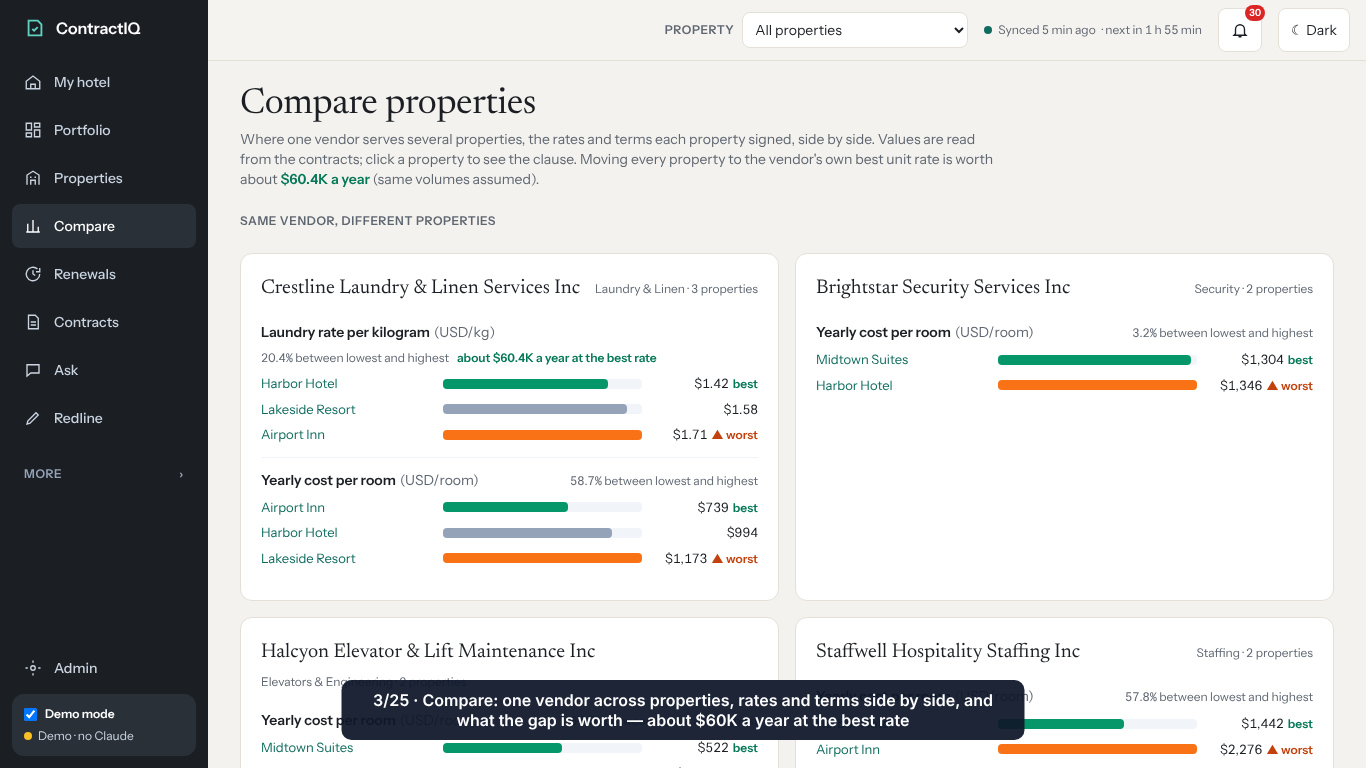 ContractIQ
My hotel
Portfolio
Properties
Compare
Renewals
Contracts
Ask
Redline
MORE ›
Admin
Demo mode
Demo · no Claude
PROPERTY All properties
Synced 5 min ago · next in 1 h 55 min
30
☾ Dark
Compare properties
Where one vendor serves several properties, the rates and terms each property signed, side by side. Values are read
from the contracts; click a property to see the clause. Moving every property to the vendor's own best unit rate is worth
about $60.4K a year (same volumes assumed).
SAME VENDOR, DIFFERENT PROPERTIES
Crestline Laundry & Linen Services Inc Laundry & Linen · 3 properties
Laundry rate per kilogram (USD/kg)
20.4% between lowest and highest about $60.4K a year at the best rate
Harbor Hotel $1.42 best
Lakeside Resort $1.58
Airport Inn $1.71 ▲ worst
Yearly cost per room (USD/room) 58.7% between lowest and highest
Airport Inn $739 best
Harbor Hotel $994
Lakeside Resort $1,173 ▲ worst
Brightstar Security Services Inc Security · 2 properties
Yearly cost per room (USD/room) 3.2% between lowest and highest
Midtown Suites $1,304 best
Harbor Hotel $1,346 ▲ worst
Halcyon Elevator & Lift Maintenance Inc
Elevators &
Yearly cost per
Midtown Suites $522 best
Staffwell Hospitality Staffing Inc Staffing · 2 properties
57.8% between lowest and highest
$1,442 best
Airport Inn $2,276 ▲ worst
3/25 · Compare: one vendor across properties, rates and terms side by side, and
what the gap is worth — about $60K a year at the best rate